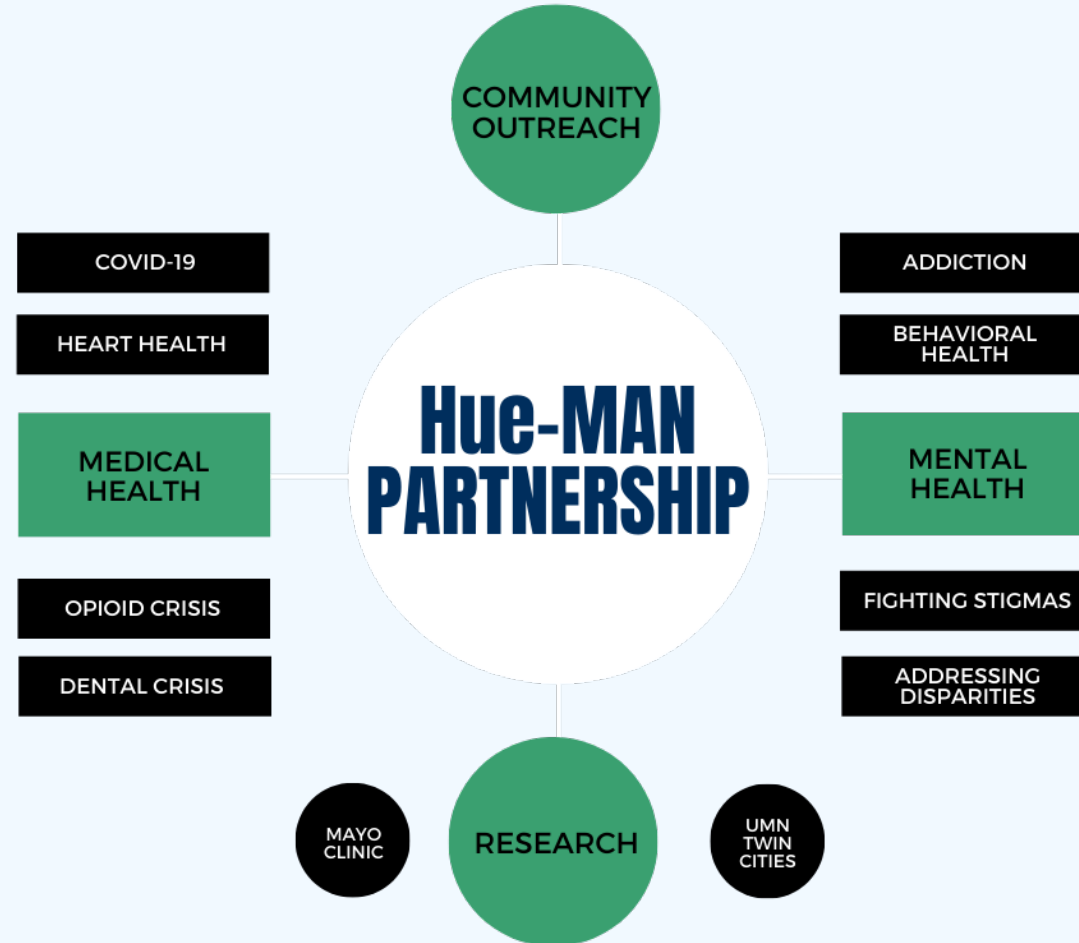 COMMUNITY
OUTREACH
COVID-19
HEART HEALTH
MEDICAL
HEALTH
OPIOID CRISIS
DENTAL CRISIS
Hue-MAN
PARTNERSHIP
ADDICTION
BEHAVIORAL
HEALTH
MENTAL
HEALTH
FIGHTING STIGMAS
ADDRESSING
DISPARITIES
MAYO
CLINIC
RESEARCH
UMN
TWIN
CITIES